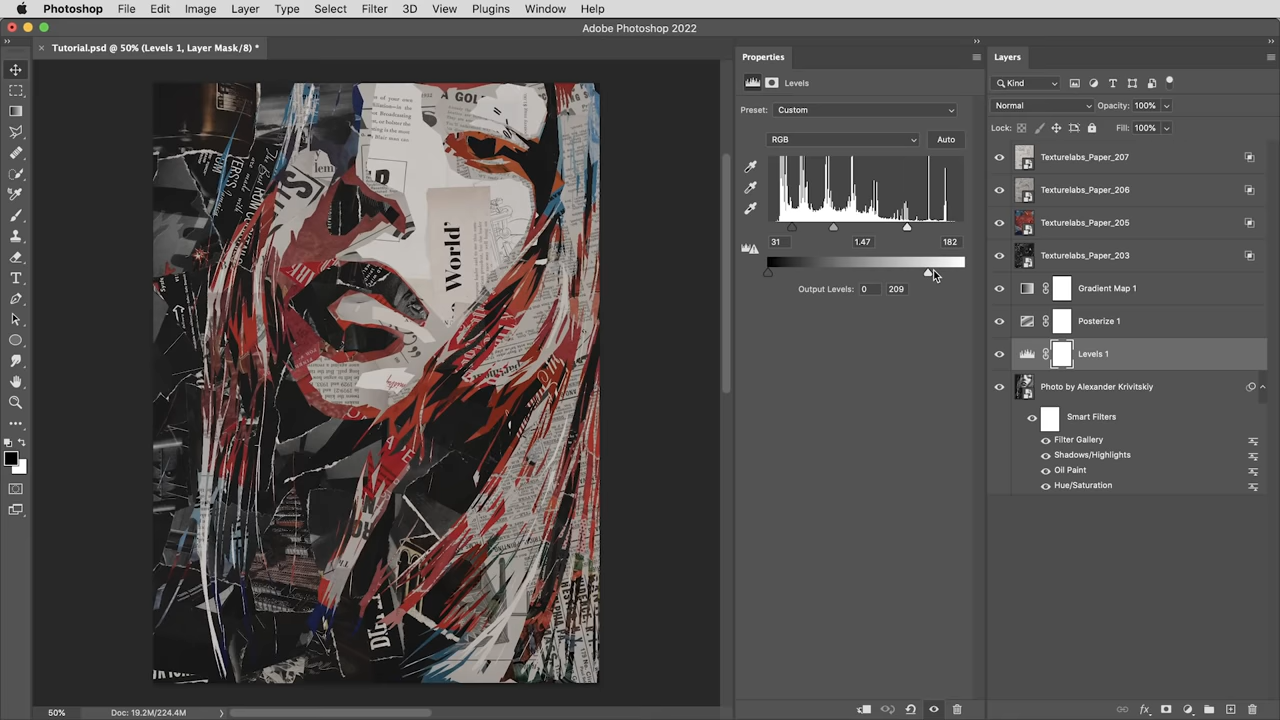 Photoshop File Edit Image Layer Type Select Filter 3D View Plugins Window Help
Adobe Photoshop 2022
Tutorial.psd @ 50% (Levels 1, Layer Mask/8) *
Properties
Levels
Preset: Custom
RGB
Auto
31 1.47 182
Output Levels: 0 209
Layers
Kind
Normal Opacity: 100%
Lock: Fill: 100%
Texturelabs_Paper_207
Texturelabs_Paper_206
Texturelabs_Paper_205
Texturelabs_Paper_203
Gradient Map 1
Posterize 1
Levels 1
Photo by Alexander Krivitskiy
Smart Filters
Filter Gallery
Shadows/Highlights
Oil Paint
Hue/Saturation
A GOL
of your own
World’
50% Doc: 19.2M/224.4M